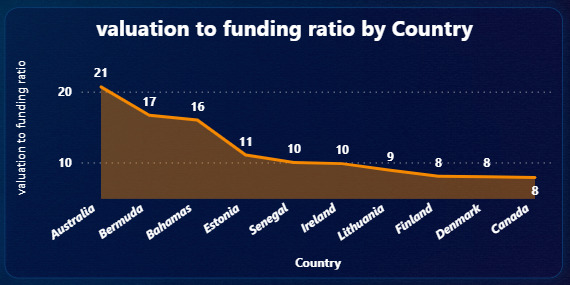 valuation to funding ratio by Country
valuation to funding ratio
20
10
21
17
16
11
10
10
9
8
8
8
Australia
Bermuda
Bahamas
Estonia
Senegal
Ireland
Lithuania
Finland
Denmark
Canada
Country